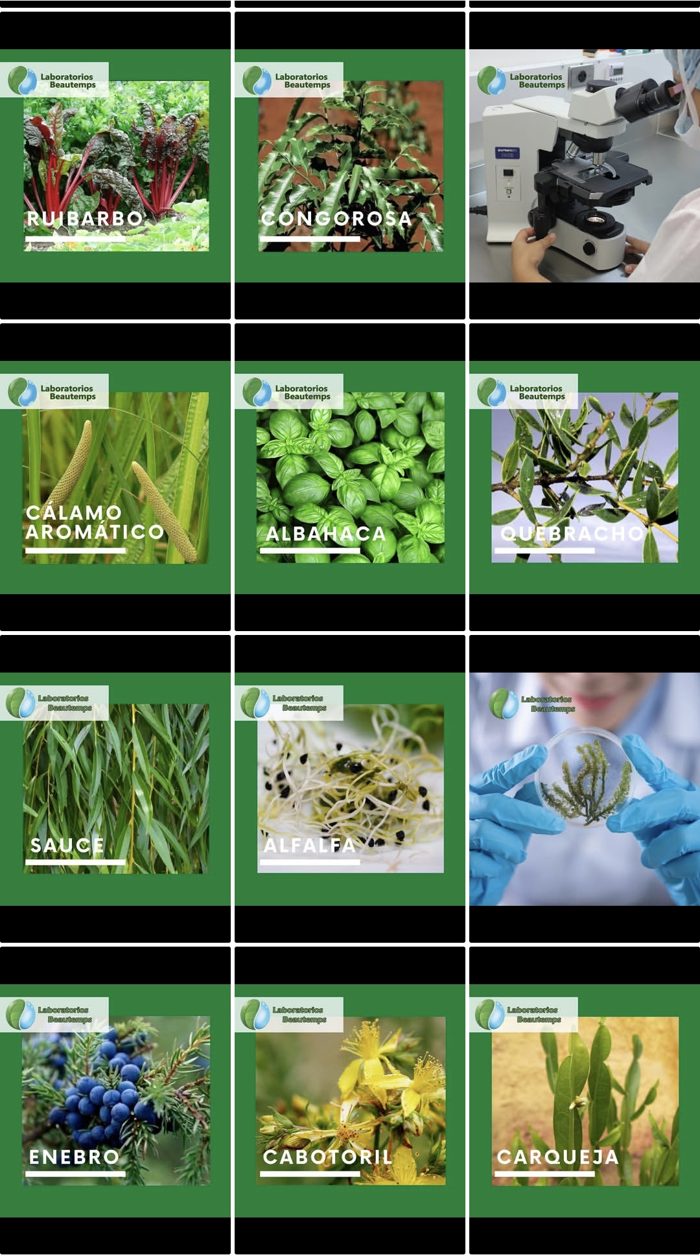 Laboratorios
Beautemps
RUIBARBO
Laboratorios
Beautemps
CONGOROSA
Laboratorios
Beautemps
Laboratorios
Beautemps
CÁLAMO
AROMÁTICO
Laboratorios
Beautemps
ALBAHACA
Laboratorios
Beautemps
QUEBRACHO
Laboratorios
Beautemps
SAUCE
Laboratorios
Beautemps
ALFALFA
Laboratorios
Beautemps
Laboratorios
Beautemps
ENEBRO
Laboratorios
Beautemps
CABOTORIL
Laboratorios
Beautemps
CARQUEJA